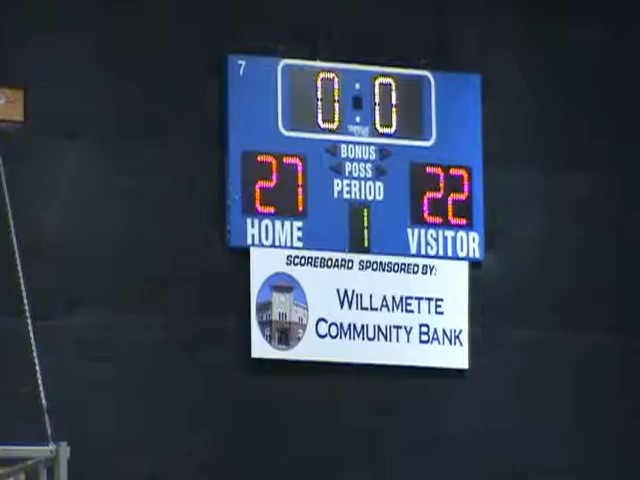 7
0 0
BONUS
POSS
PERIOD
27 22
HOME 1 VISITOR
SCOREBOARD SPONSORED BY:
WILLAMETTE
COMMUNITY BANK